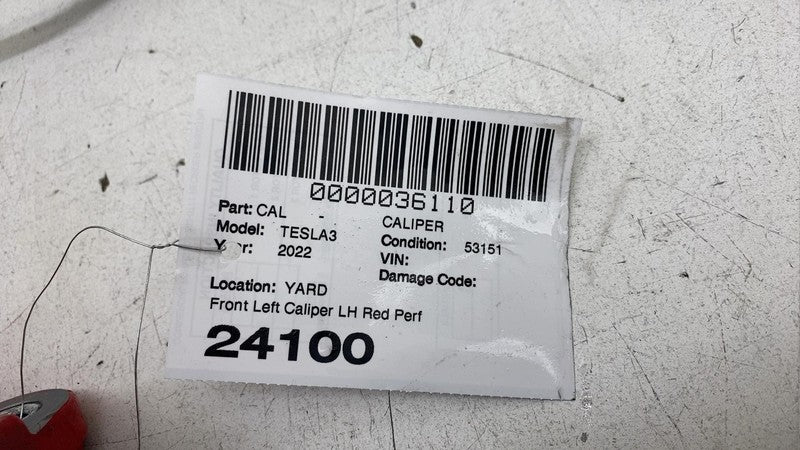 0000036110
Part: CAL - CALIPER
Model: TESLA3 Condition: 53151
Year: 2022 VIN:
Damage Code:
Location: YARD
Front Left Caliper LH Red Perf
24100